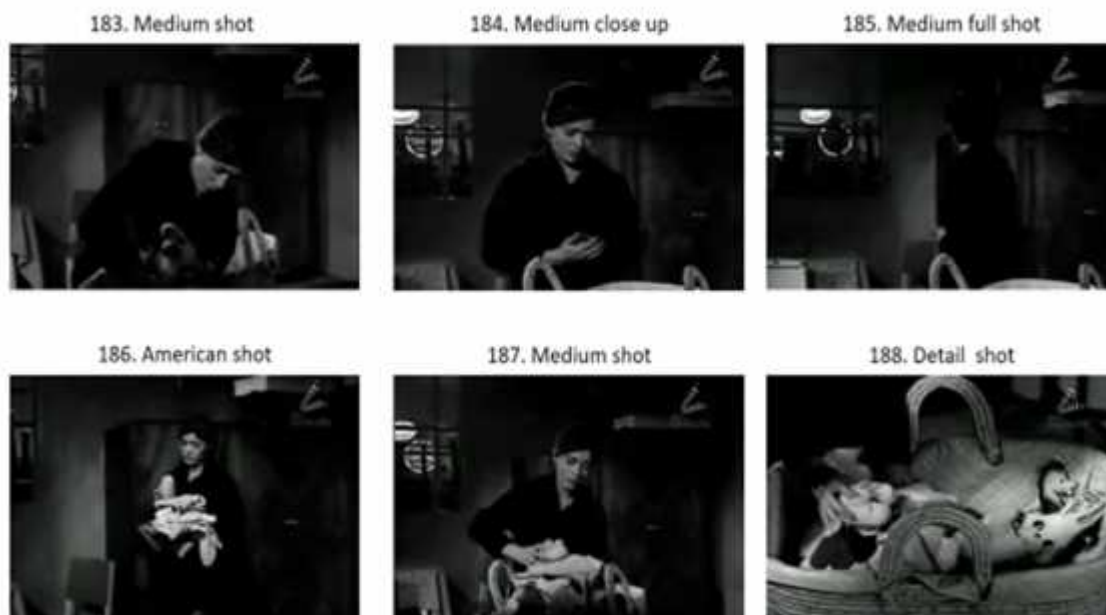 183. Medium shot
184. Medium close up
185. Medium full shot
186. American shot
187. Medium shot
188. Detail shot